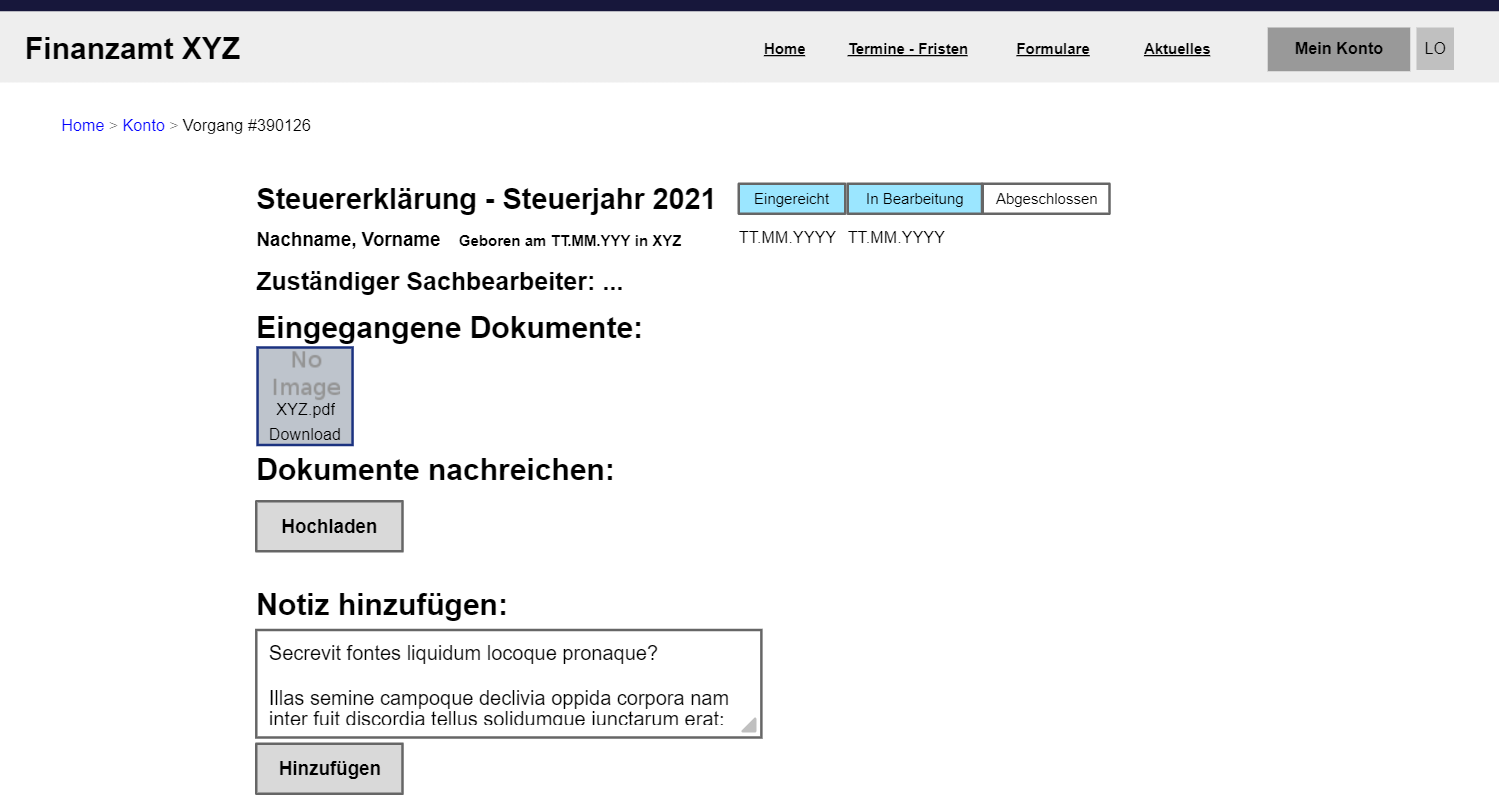 Finanzamt XYZ
Home
Termine - Fristen
Formulare
Aktuelles
Mein Konto
LO
Home > Konto > Vorgang #390126
Steuererklärung - Steuerjahr 2021
Eingereicht
In Bearbeitung
Abgeschlossen
Nachname, Vorname
Geboren am TT.MM.YYY in XYZ
TT.MM.YYYY
TT.MM.YYYY
Zuständiger Sachbearbeiter: ...
Eingegangene Dokumente:
No
Image
XYZ.pdf
Download
Dokumente nachreichen:
Hochladen
Notiz hinzufügen:
Secrevit fontes liquidum locoque pronaque?
Illas semine campoque declivia oppida corpora nam
inter fuit discordia tellus solidumque iunctarum erat:
Hinzufügen